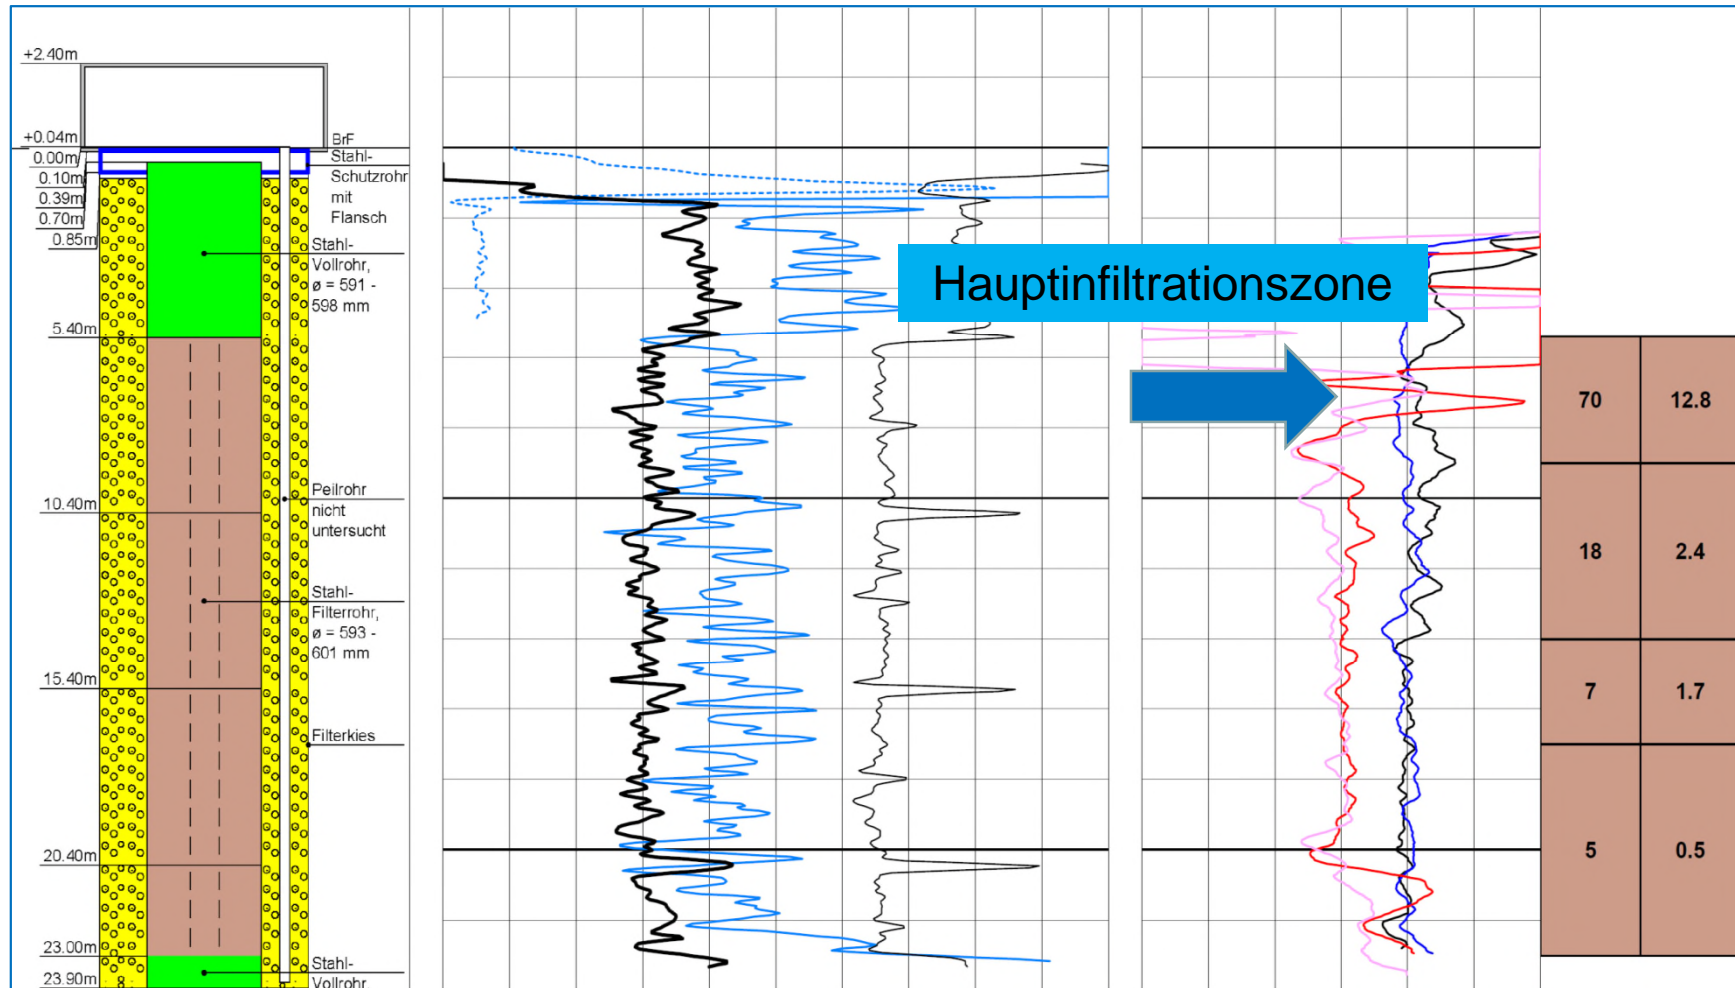 +2.40m
+0.04m
0.00m
0.10m
0.39m
0.70m
0.85m
5.40m
10.40m
15.40m
20.40m
23.00m
23.90m
BrF
Stahl-
Schutzrohr
mit
Flansch
Stahl-
Vollrohr,
ø = 591 -
598 mm
Peilrohr
nicht
untersucht
Stahl-
Filterrohr,
ø = 593 -
601 mm
Filterkies
Stahl-
Vollrohr
Hauptinfiltrationszone
70 12.8
18 2.4
7 1.7
5 0.5